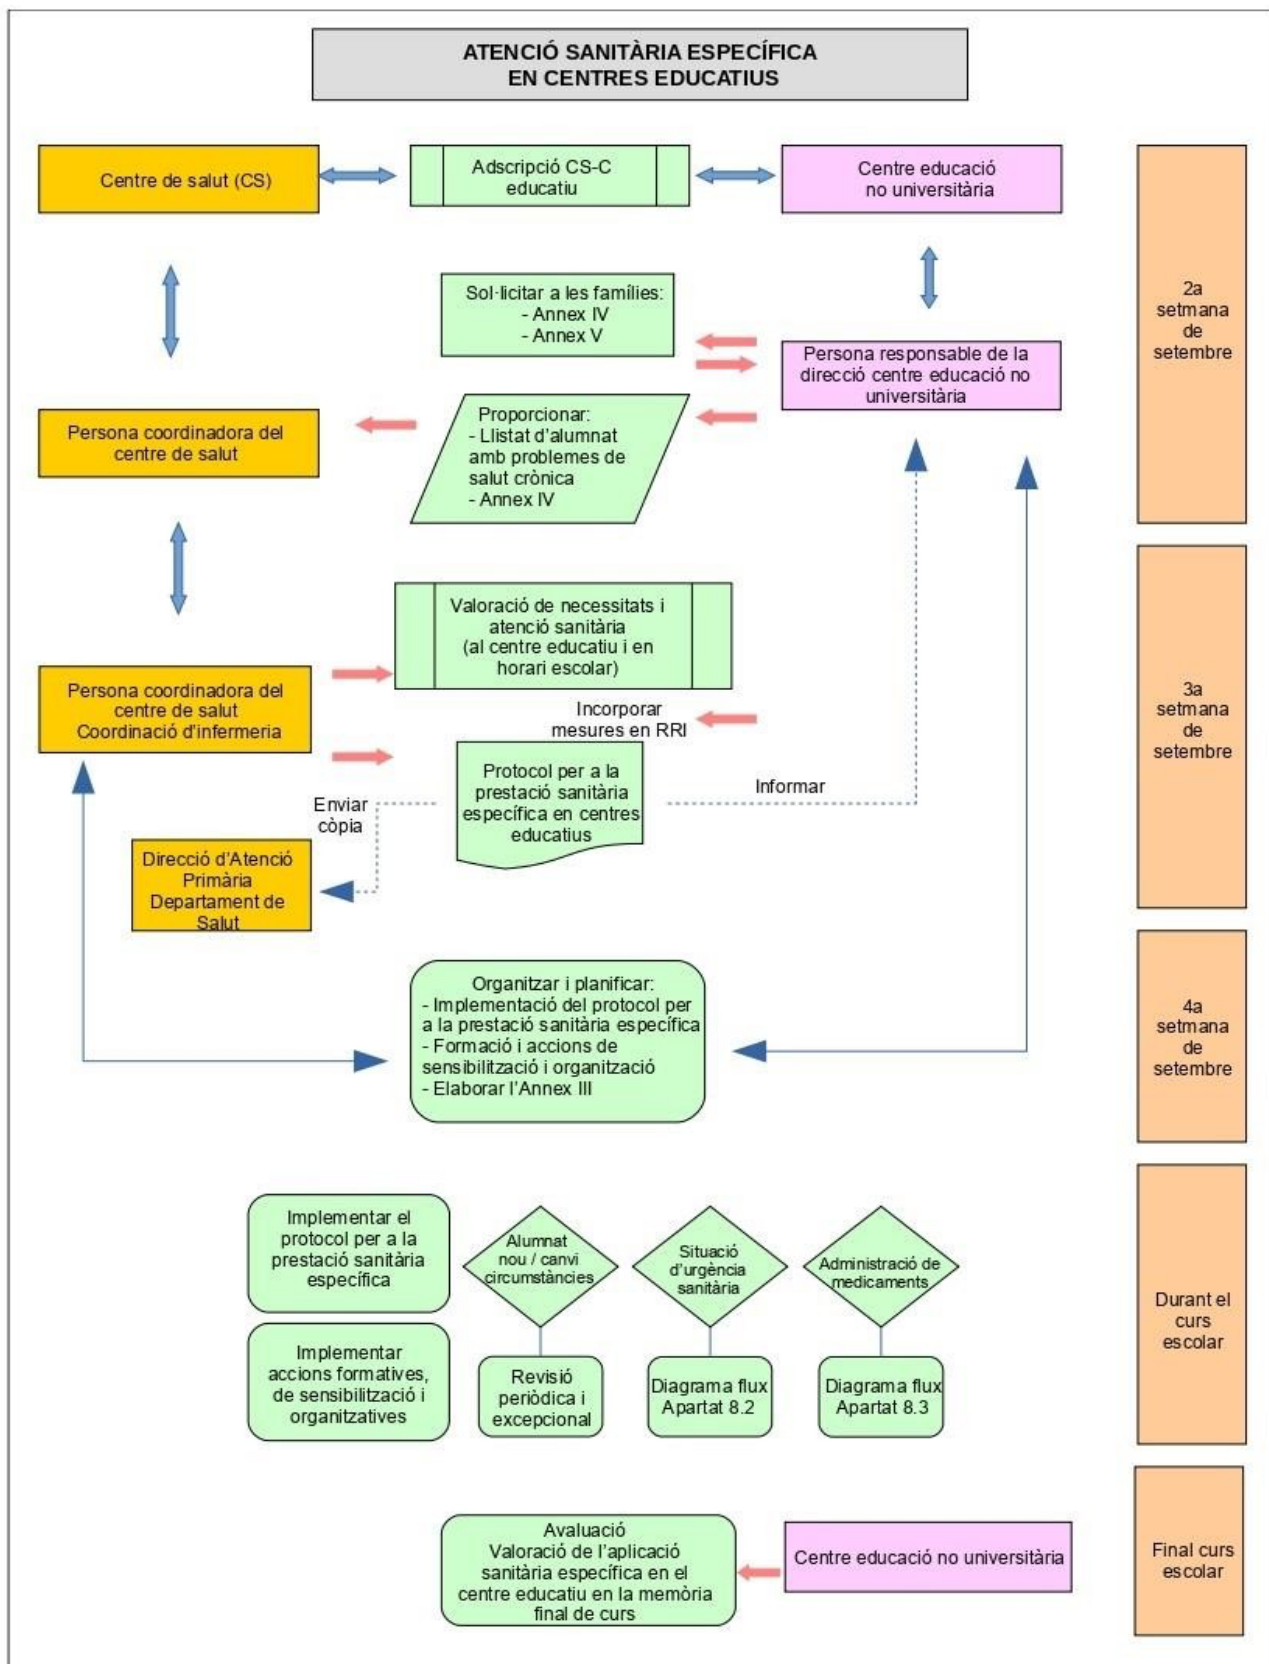 ATENCIÓ SANITÀRIA ESPECÍFICA
EN CENTRES EDUCATIUS
Centre de salut (CS)
Adscripció CS-C
educatiu
Centre educació
no universitària
2a
setmana
de
setembre
Sol·licitar a les famílies:
- Annex IV
- Annex V
Persona responsable de la
direcció centre educació no
universitària
Persona coordinadora del
centre de salut
Proporcionar:
- Llistat d’alumnat
amb problemes de
salut crònica
- Annex IV
Valoració de necessitats i
atenció sanitària
(al centre educatiu i en
horari escolar)
3a
setmana
de
setembre
Persona coordinadora del
centre de salut
Coordinació d’infermeria
Incorporar
mesures en RRI
Protocol per a la
prestació sanitària
específica en centres
educatius
Informar
Enviar
còpia
Direcció d’Atenció
Primària
Departament de
Salut
Organitzar i planificar:
- Implementació del protocol per
a la prestació sanitària específica
- Formació i accions de
sensibilització i organització
- Elaborar l’Annex III
4a
setmana
de
setembre
Implementar el
protocol per a la
prestació sanitària
específica
Alumnat
nou / canvi
circumstàncies
Situació
d’urgència
sanitària
Administració de
medicaments
Durant el
curs
escolar
Implementar
accions formatives,
de sensibilització i
organitzatives
Revisió
periòdica i
excepcional
Diagrama flux
Apartat 8.2
Diagrama flux
Apartat 8.3
Avaluació
Valoració de l’aplicació
sanitària específica en el
centre educatiu en la memòria
final de curs
Centre educació no universitària
Final curs
escolar